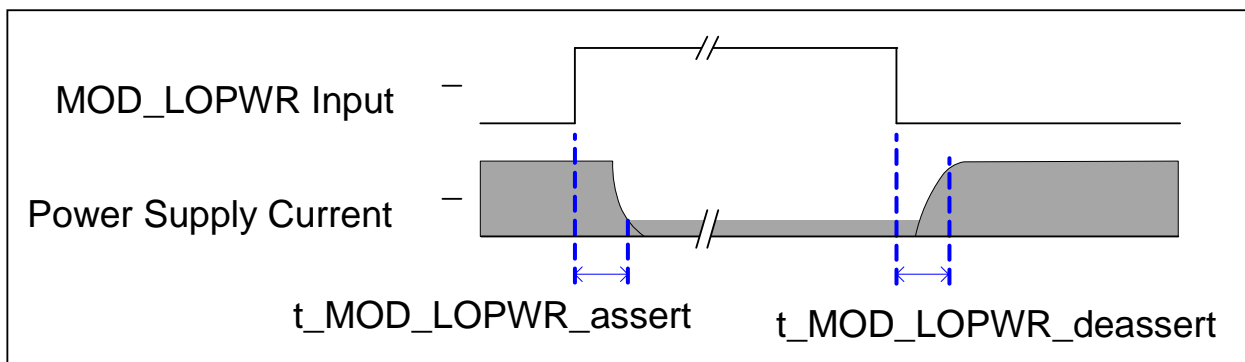 MOD_LOPWR Input
Power Supply Current
t_MOD_LOPWR_assert
t_MOD_LOPWR_deassert